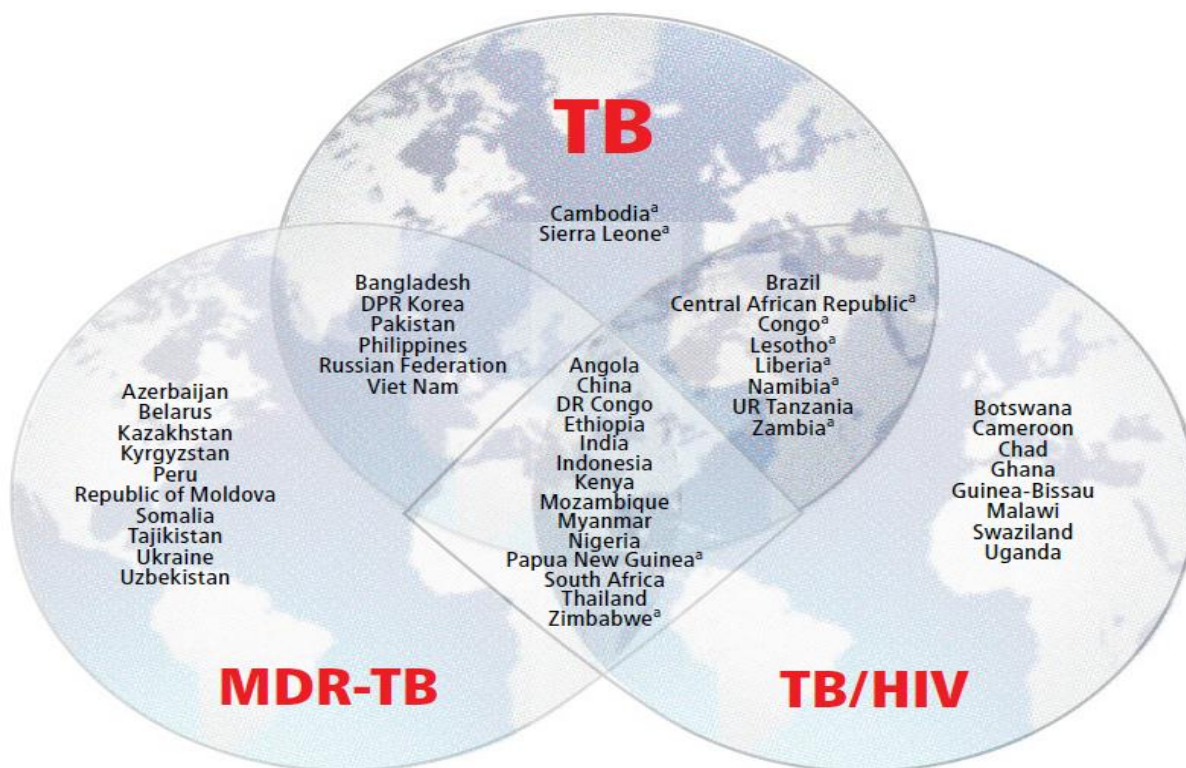 TB
Cambodiaᵃ
Sierra Leoneᵃ
Bangladesh
DPR Korea
Pakistan
Philippines
Russian Federation
Viet Nam
Brazil
Central African Republicᵃ
Congoᵃ
Lesothoᵃ
Liberiaᵃ
Namibiaᵃ
UR Tanzania
Zambiaᵃ
Azerbaijan
Belarus
Kazakhstan
Kyrgyzstan
Peru
Republic of Moldova
Somalia
Tajikistan
Ukraine
Uzbekistan
Angola
China
DR Congo
Ethiopia
India
Indonesia
Kenya
Mozambique
Myanmar
Nigeria
Papua New Guineaᵃ
South Africa
Thailand
Zimbabweᵃ
Botswana
Cameroon
Chad
Ghana
Guinea-Bissau
Malawi
Swaziland
Uganda
MDR-TB
TB/HIV